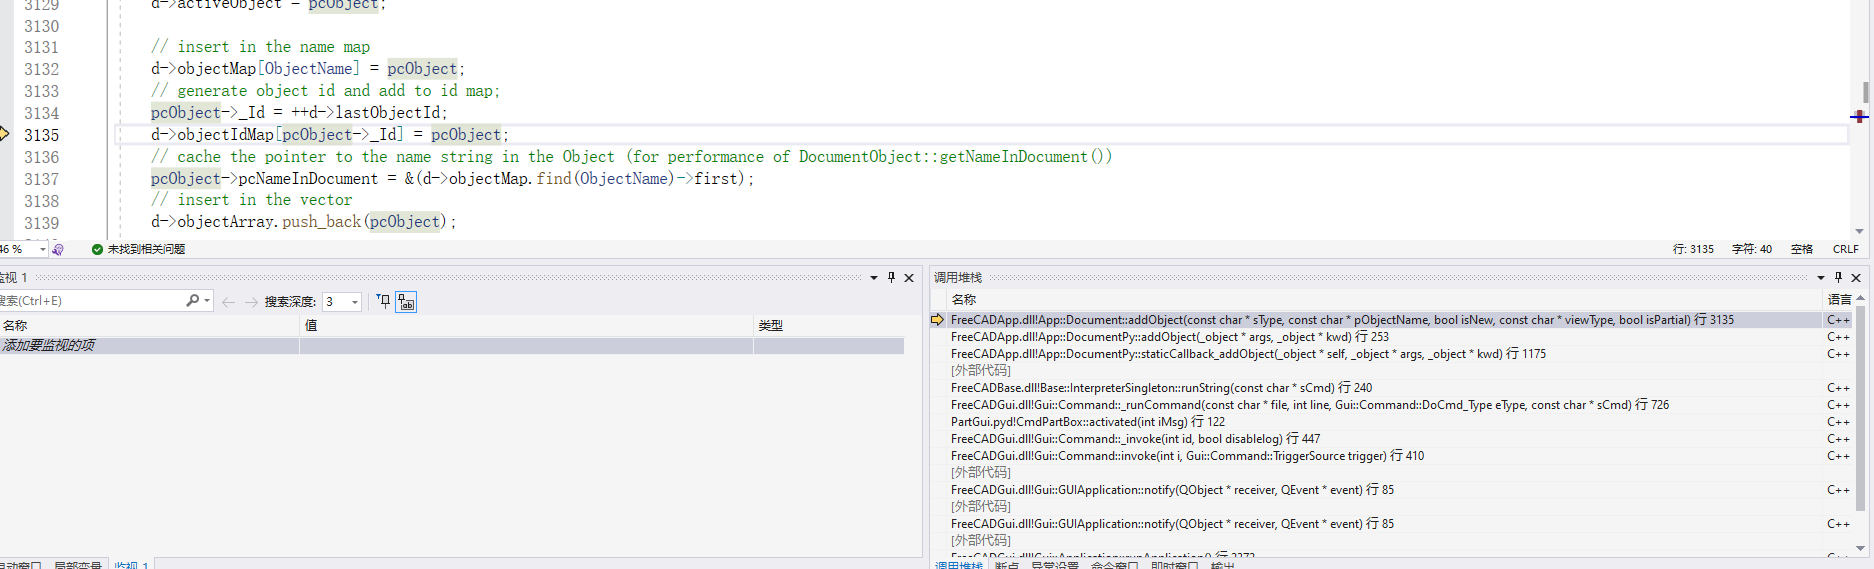 3129 d->activeObject = pcObject;
3130
3131 // insert in the name map
3132 d->objectMap[ObjectName] = pcObject;
3133 // generate object id and add to id map;
3134 pcObject->_Id = ++d->lastObjectId;
3135 d->objectIdMap[pcObject->_Id] = pcObject;
3136 // cache the pointer to the name string in the Object (for performance of DocumentObject::getNameInDocument())
3137 pcObject->pcNameInDocument = &(d->objectMap.find(ObjectName)->first);
3138 // insert in the vector
3139 d->objectArray.push_back(pcObject);
46 % 未找到相关问题 行: 3135 字符: 40 空格 CRLF
监视 1
搜索(Ctrl+E) 搜索深度: 3
名称 值 类型
添加要监视的项
自动窗口 局部变量 监视 1
调用堆栈
名称 语言
FreeCADApp.dll!App::Document::addObject(const char * sType, const char * pObjectName, bool isNew, const char * viewType, bool isPartial) 行 3135 C++
FreeCADApp.dll!App::DocumentPy::addObject(_object * args, _object * kwd) 行 253 C++
FreeCADApp.dll!App::DocumentPy::staticCallback_addObject(_object * self, _object * args, _object * kwd) 行 1175 C++
[外部代码]
FreeCADBase.dll!Base::InterpreterSingleton::runString(const char * sCmd) 行 240 C++
FreeCADGui.dll!Gui::Command::_runCommand(const char * file, int line, Gui::Command::DoCmd_Type eType, const char * sCmd) 行 726 C++
PartGui.pyd!CmdPartBox::activated(int iMsg) 行 122 C++
FreeCADGui.dll!Gui::Command::_invoke(int id, bool disablelog) 行 447 C++
FreeCADGui.dll!Gui::Command::invoke(int i, Gui::Command::TriggerSource trigger) 行 410 C++
[外部代码]
FreeCADGui.dll!Gui::GUIApplication::notify(QObject * receiver, QEvent * event) 行 85 C++
[外部代码]
FreeCADGui.dll!Gui::GUIApplication::notify(QObject * receiver, QEvent * event) 行 85 C++
[外部代码]
FreeCADGui.dll!Gui::Application::runApplication() 行 2273 C++
调用堆栈 断点 异常设置 命令窗口 即时窗口 输出